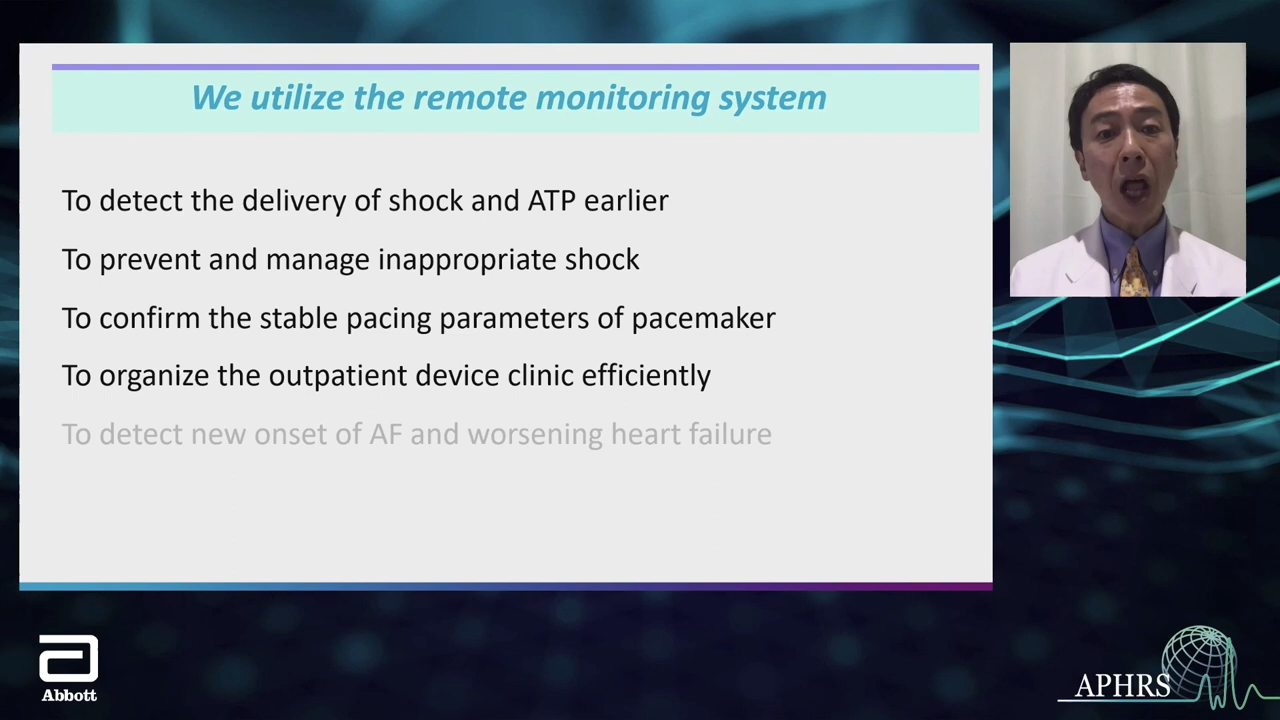 We utilize the remote monitoring system
To detect the delivery of shock and ATP earlier
To prevent and manage inappropriate shock
To confirm the stable pacing parameters of pacemaker
To organize the outpatient device clinic efficiently
To detect new onset of AF and worsening heart failure
Abbott
APHRS